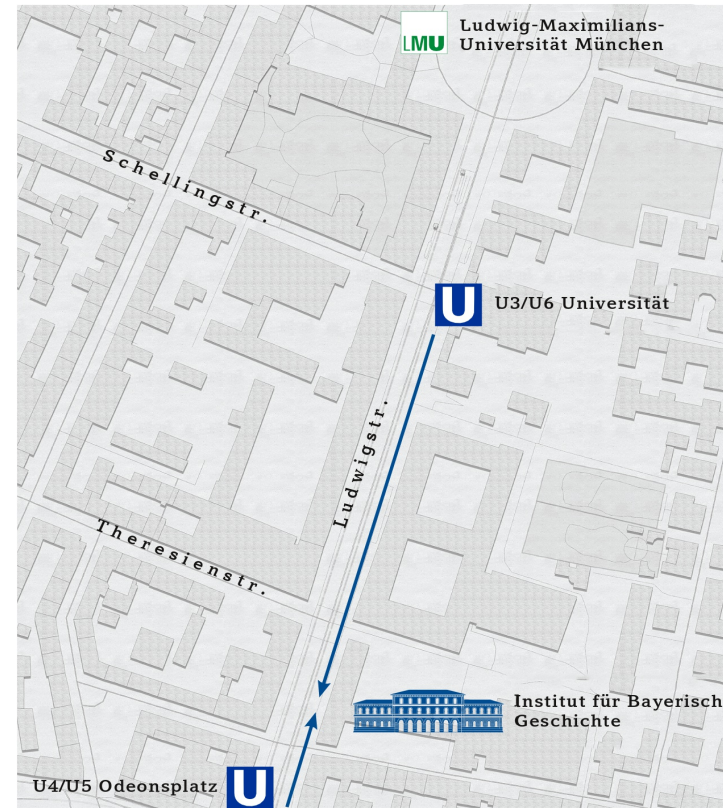 LMU
Ludwig-Maximilians-
Universität München
Schellingstr.
U
U3/U6 Universität
Ludwigstr.
Theresienstr.
Institut für Bayerisch
Geschichte
U4/U5 Odeonsplatz
U